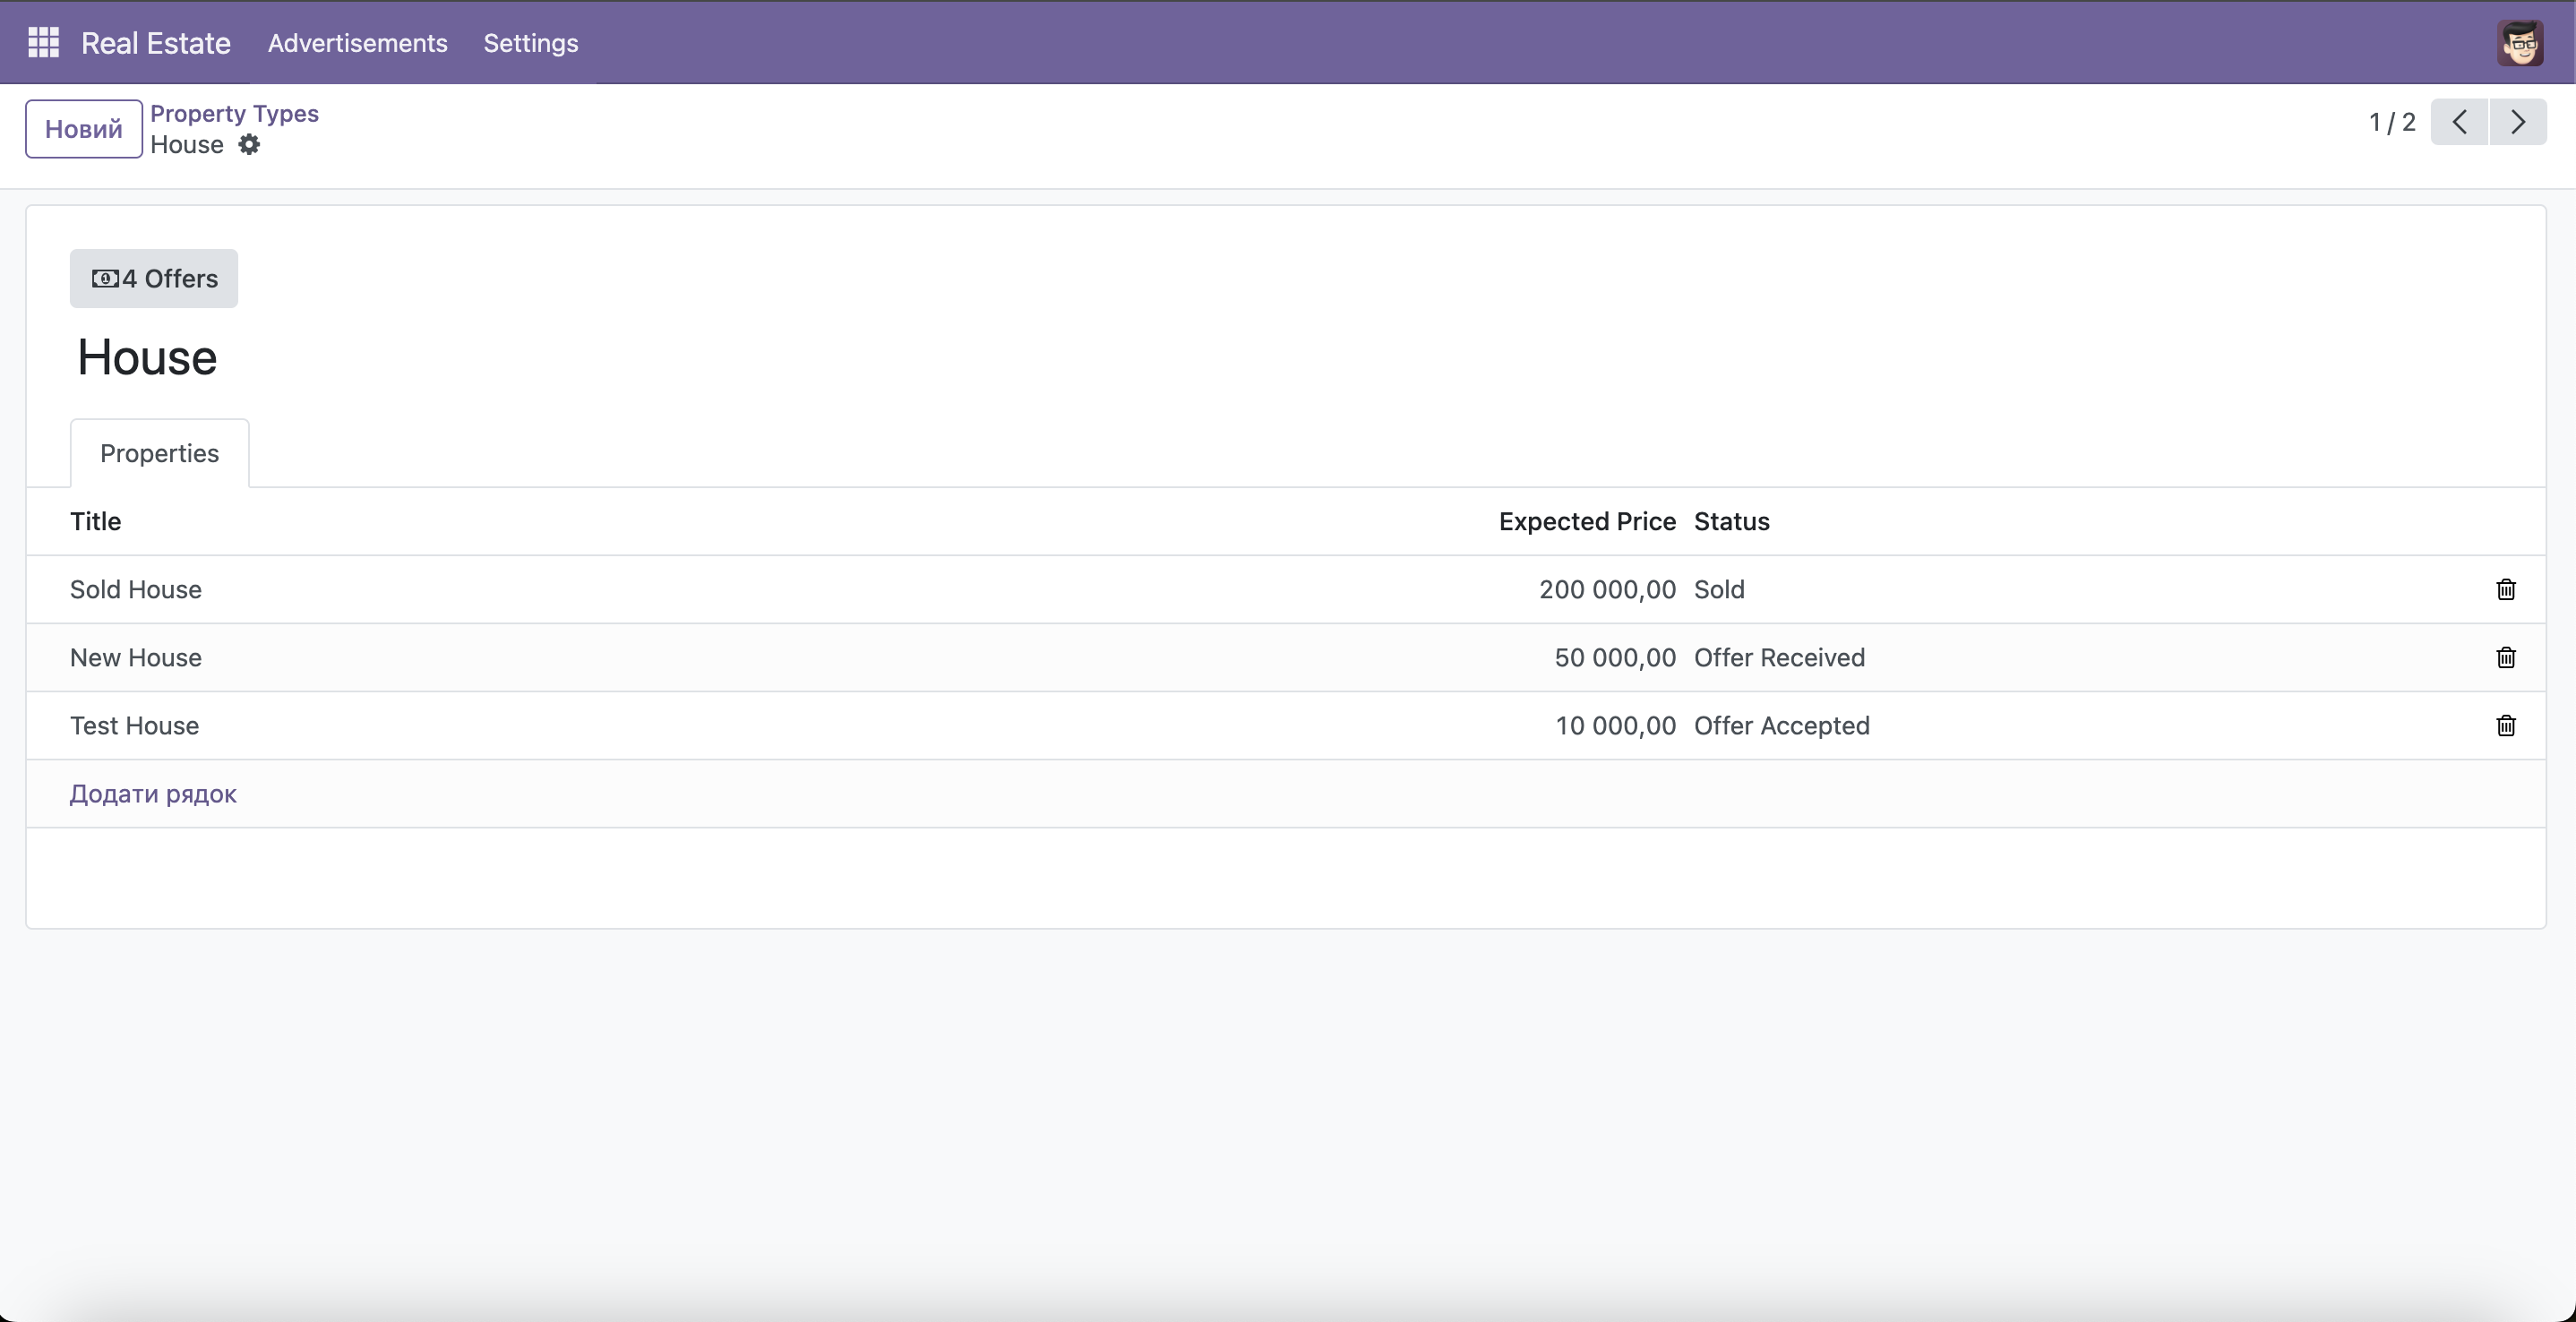 Real Estate Advertisements Settings
Новий
Property Types
House
1 / 2
4 Offers
House
Properties
Title Expected Price Status
Sold House 200 000,00 Sold
New House 50 000,00 Offer Received
Test House 10 000,00 Offer Accepted
Додати рядок